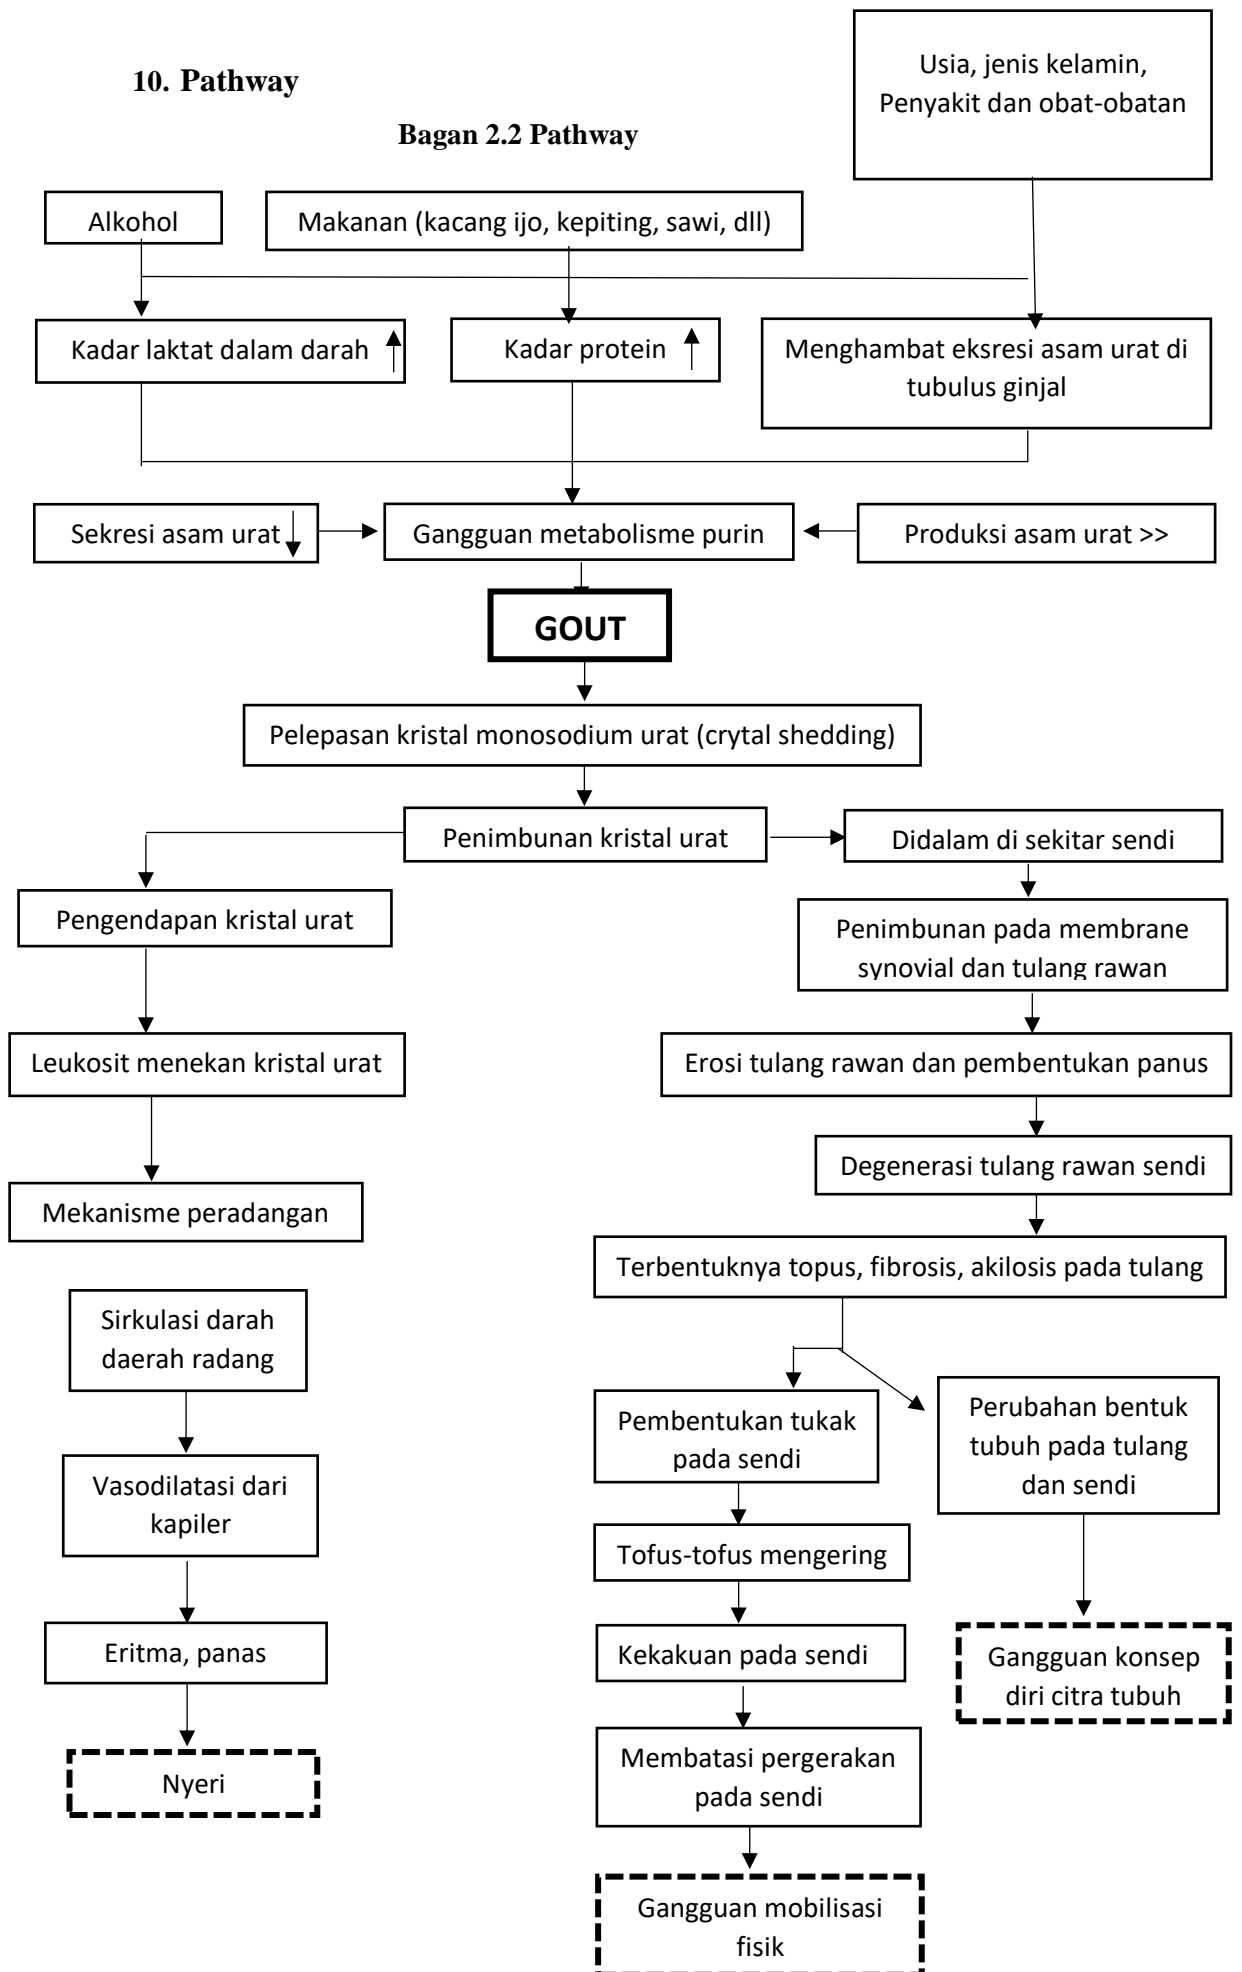 10. Pathway
Bagan 2.2 Pathway
Usia, jenis kelamin,
Penyakit dan obat-obatan
Alkohol
Makanan (kacang ijo, kepiting, sawi, dll)
Kadar laktat dalam darah
Kadar protein
Menghambat eksresi asam urat di
tubulus ginjal
Sekresi asam urat
Gangguan metabolisme purin
Produksi asam urat >>
GOUT
Pelepasan kristal monosodium urat (crytal shedding)
Penimbunan kristal urat
Didalam di sekitar sendi
Pengendapan kristal urat
Penimbunan pada membrane
synovial dan tulang rawan
Leukosit menekan kristal urat
Erosi tulang rawan dan pembentukan panus
Degenerasi tulang rawan sendi
Mekanisme peradangan
Terbentuknya topus, fibrosis, akilosis pada tulang
Sirkulasi darah
daerah radang
Pembentukan tukak
pada sendi
Perubahan bentuk
tubuh pada tulang
dan sendi
Vasodilatasi dari
kapiler
Tofus-tofus mengering
Eritma, panas
Kekakuan pada sendi
Gangguan konsep
diri citra tubuh
Nyeri
Membatasi pergerakan
pada sendi
Gangguan mobilisasi
fisik